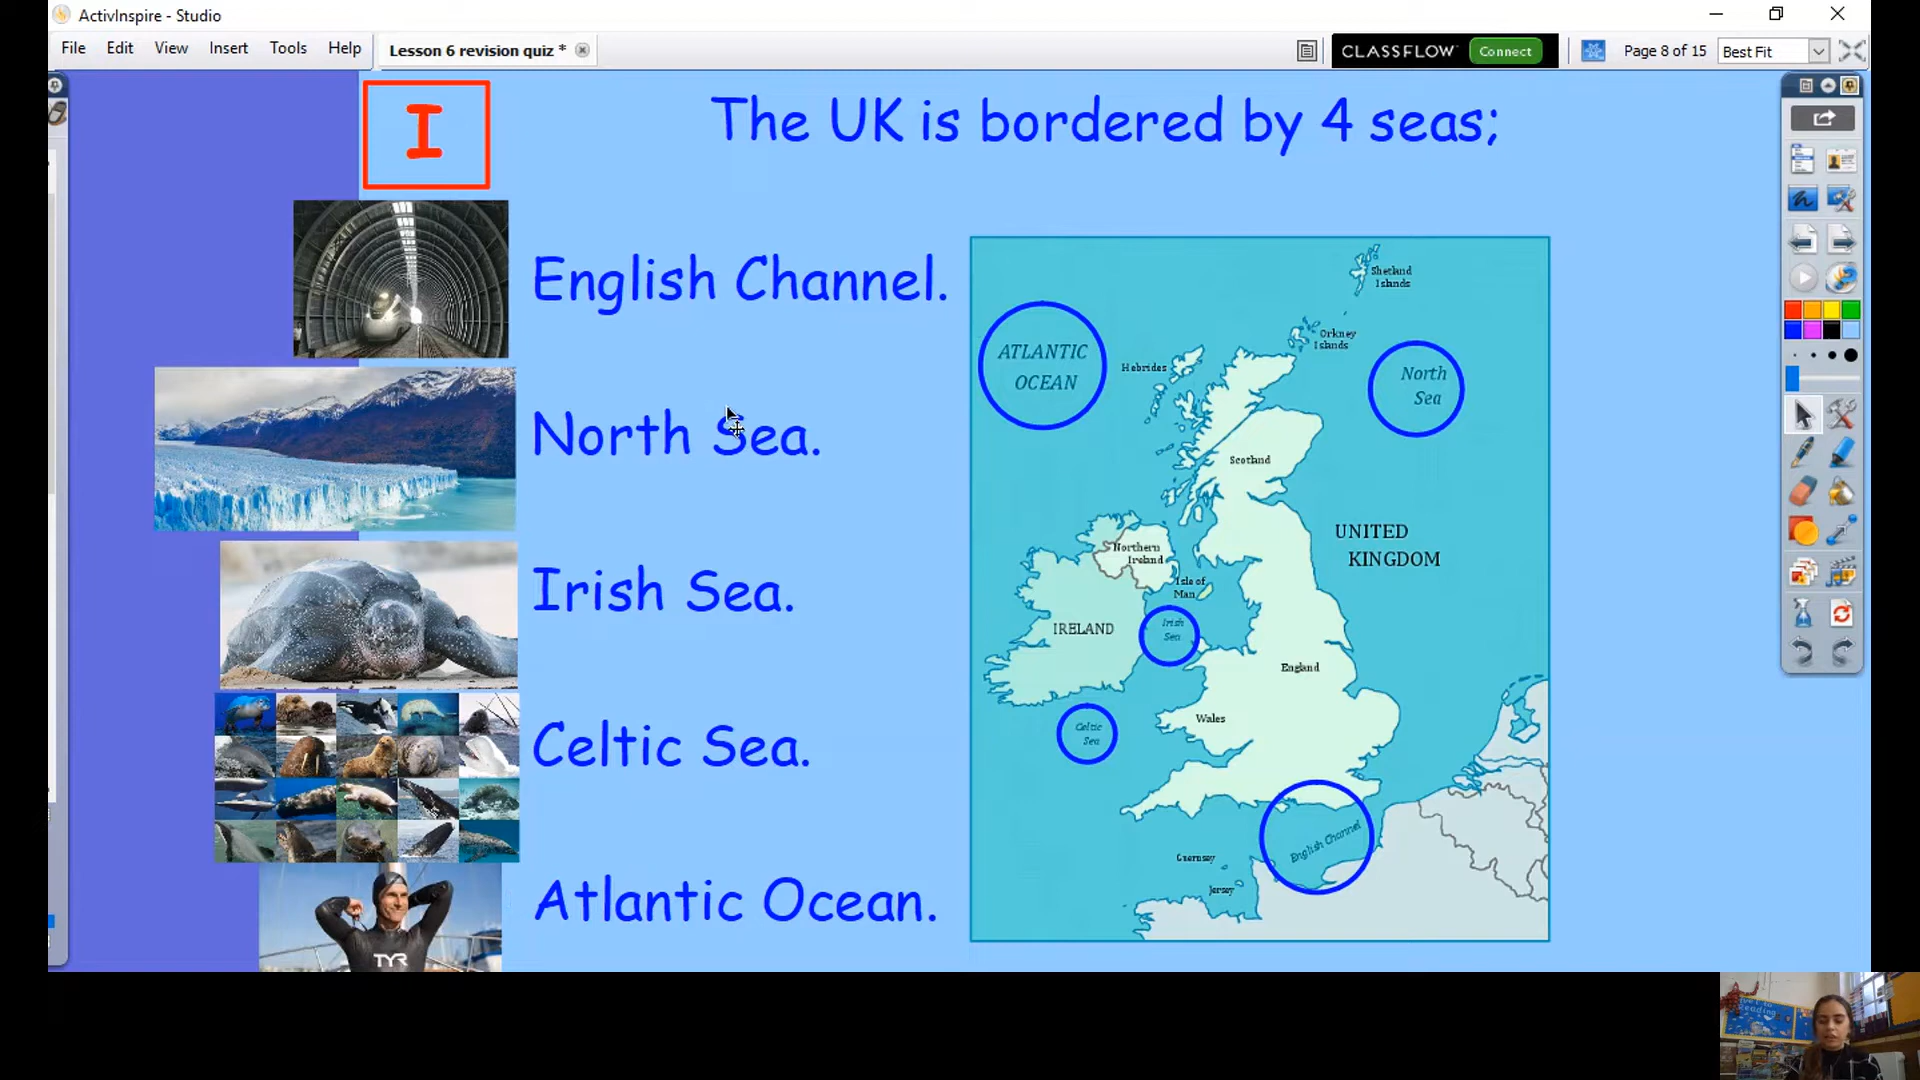 ActivInspire - Studio
File Edit View Insert Tools Help
Lesson 6 revision quiz *
CLASSFLOW Connect
Page 8 of 15
Best Fit
I
The UK is bordered by 4 seas;
English Channel.
North Sea.
Irish Sea.
Celtic Sea.
Atlantic Ocean.
TYR
Shetland
Islands
Orkney
Islands
ATLANTIC
OCEAN
Hebrides
North
Sea
Scotland
UNITED
KINGDOM
Northern
Ireland
Isle of
Man
IRELAND
Irish
Sea
England
Wales
Celtic
Sea
English Channel
Guernsey
Jersey